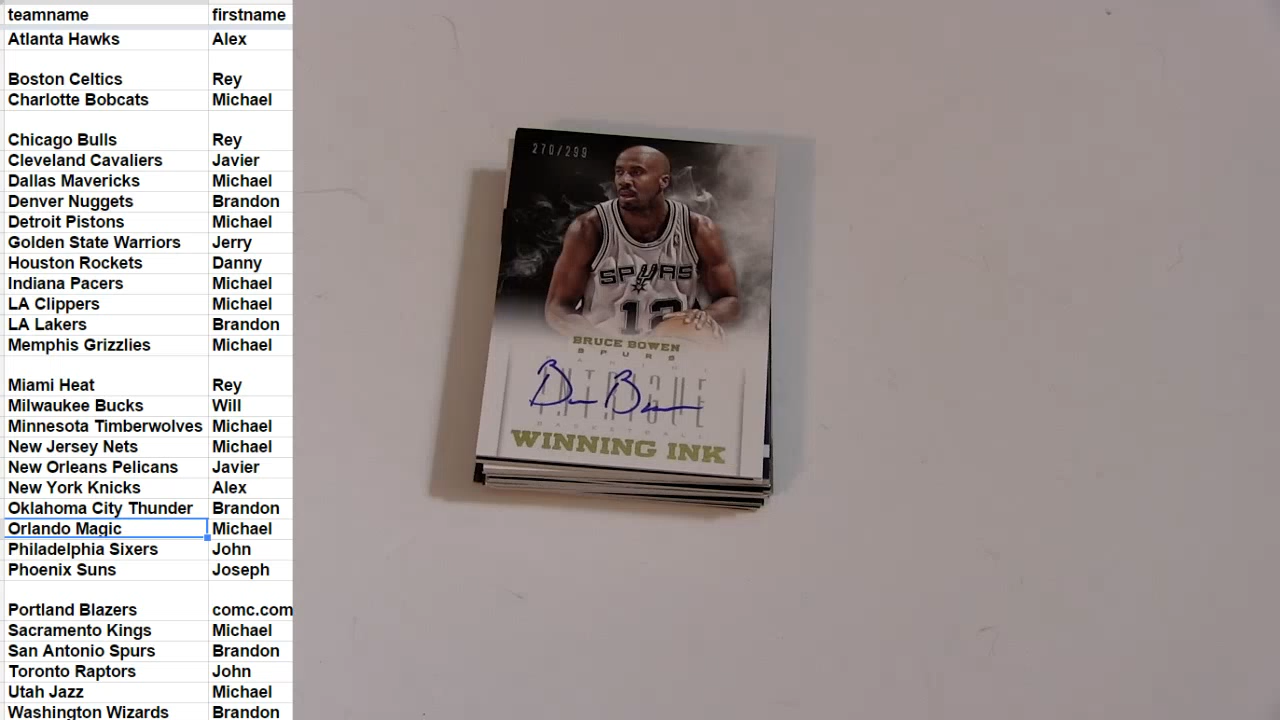 teamname firstname
Atlanta Hawks Alex
Boston Celtics Rey
Charlotte Bobcats Michael
Chicago Bulls Rey
Cleveland Cavaliers Javier
Dallas Mavericks Michael
Denver Nuggets Brandon
Detroit Pistons Michael
Golden State Warriors Jerry
Houston Rockets Danny
Indiana Pacers Michael
LA Clippers Michael
LA Lakers Brandon
Memphis Grizzlies Michael
Miami Heat Rey
Milwaukee Bucks Will
Minnesota Timberwolves Michael
New Jersey Nets Michael
New Orleans Pelicans Javier
New York Knicks Alex
Oklahoma City Thunder Brandon
Orlando Magic Michael
Philadelphia Sixers John
Phoenix Suns Joseph
Portland Blazers comc.com
Sacramento Kings Michael
San Antonio Spurs Brandon
Toronto Raptors John
Utah Jazz Michael
Washington Wizards Brandon
270/299
SPURS
12
BRUCE BOWEN
SPURS
PANINI
INTRIGUE
BASKETBALL
WINNING INK